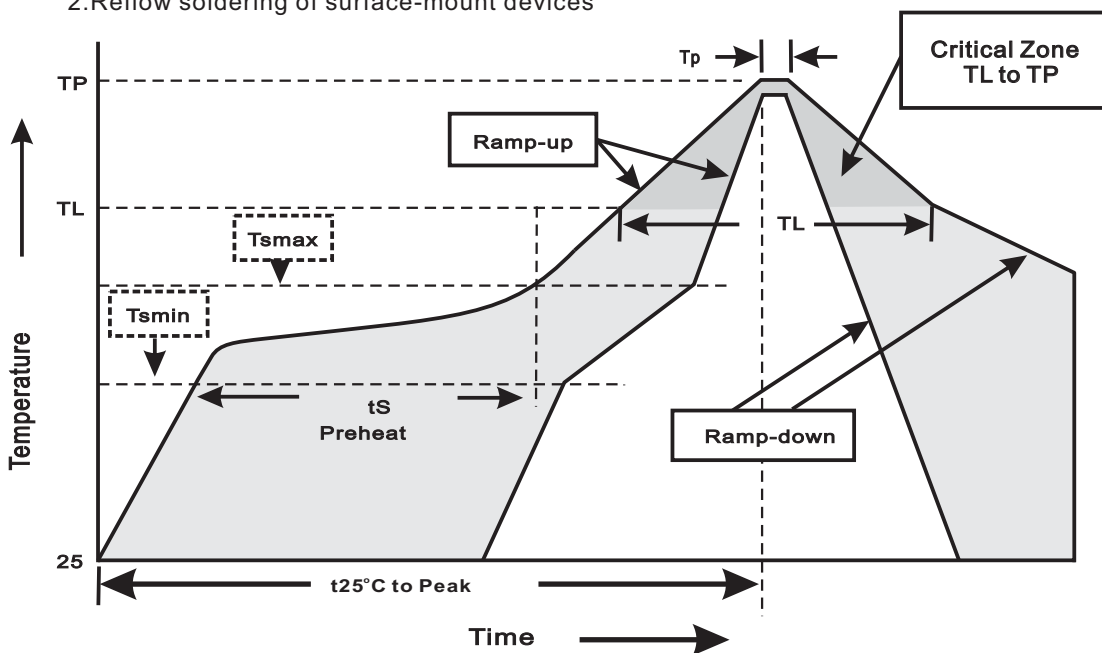 2.Reflow soldering of surface-mount devices
Tp
Critical Zone
TL to TP
TP
Ramp-up
TL
TL
Tsmax
Tsmin
Temperature
tS
Preheat
Ramp-down
25
t25°C to Peak
Time